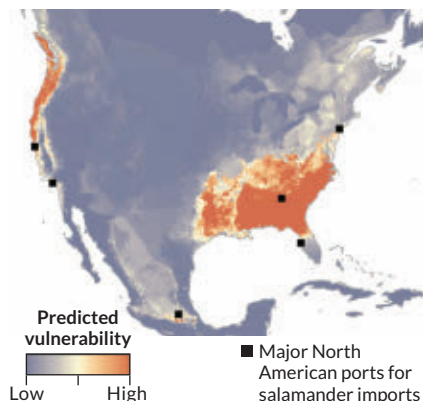 Predicted
vulnerability
Low High
■ Major North
American ports for
salamander imports